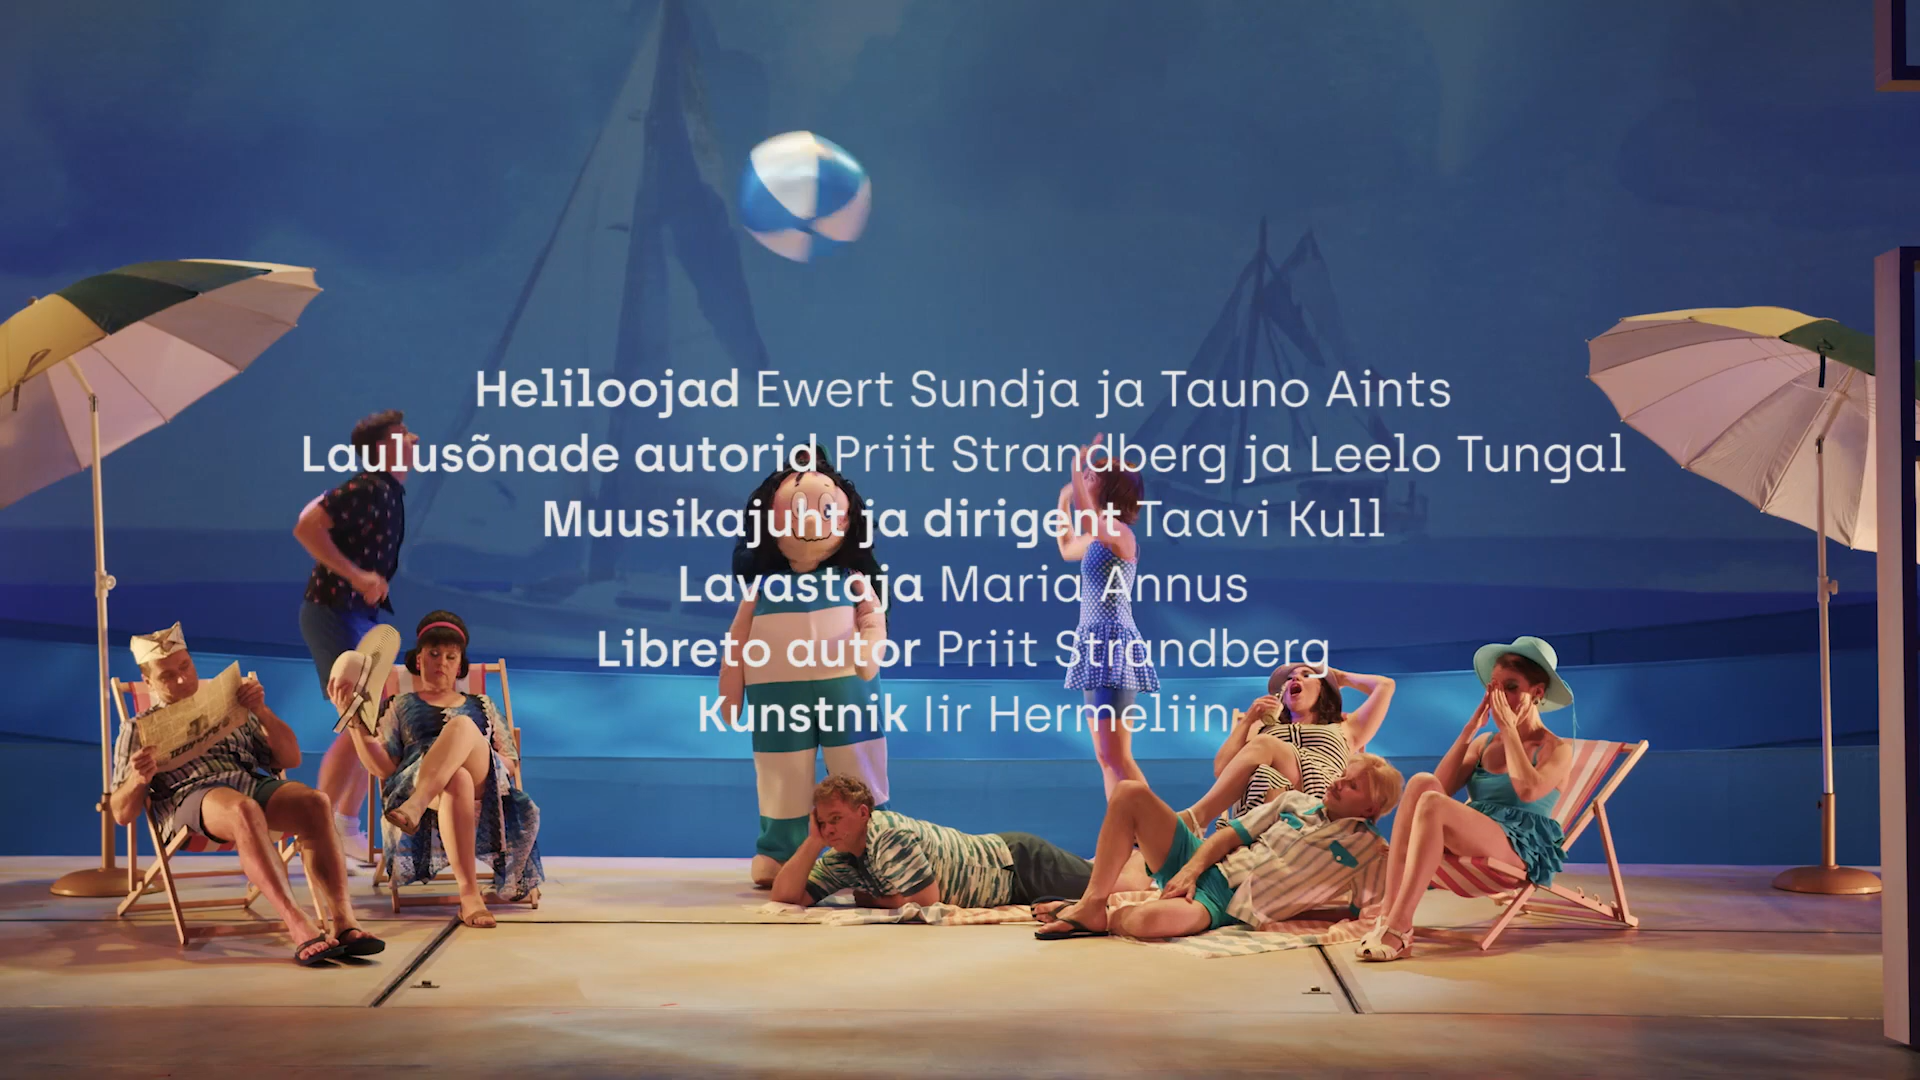 Heliloojad Ewert Sundja ja Tauno Aints
Laulusõnade autorid Priit Strandberg ja Leelo Tungal
Muusikajuht ja dirigent Taavi Kull
Lavastaja Maria Annus
Libreto autor Priit Strandberg
Kunstnik Iir Hermeliin